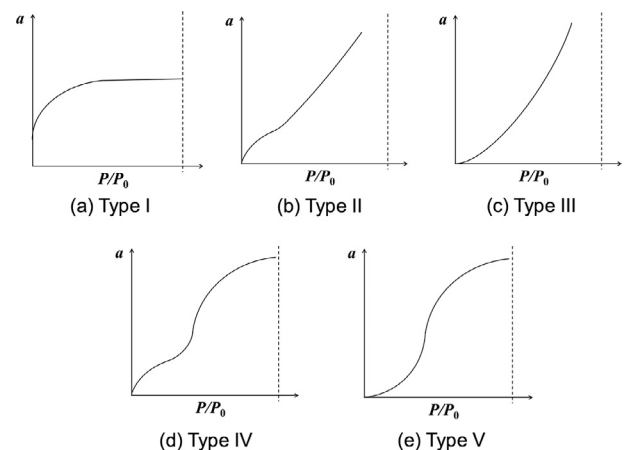 a
P/P₀
(a) Type I
a
P/P₀
(b) Type II
a
P/P₀
(c) Type III
a
P/P₀
(d) Type IV
a
P/P₀
(e) Type V